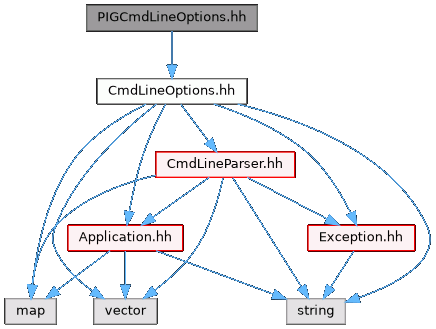 PIGCmdLineOptions.hh
CmdLineOptions.hh
CmdLineParser.hh
Application.hh
Exception.hh
map
vector
string